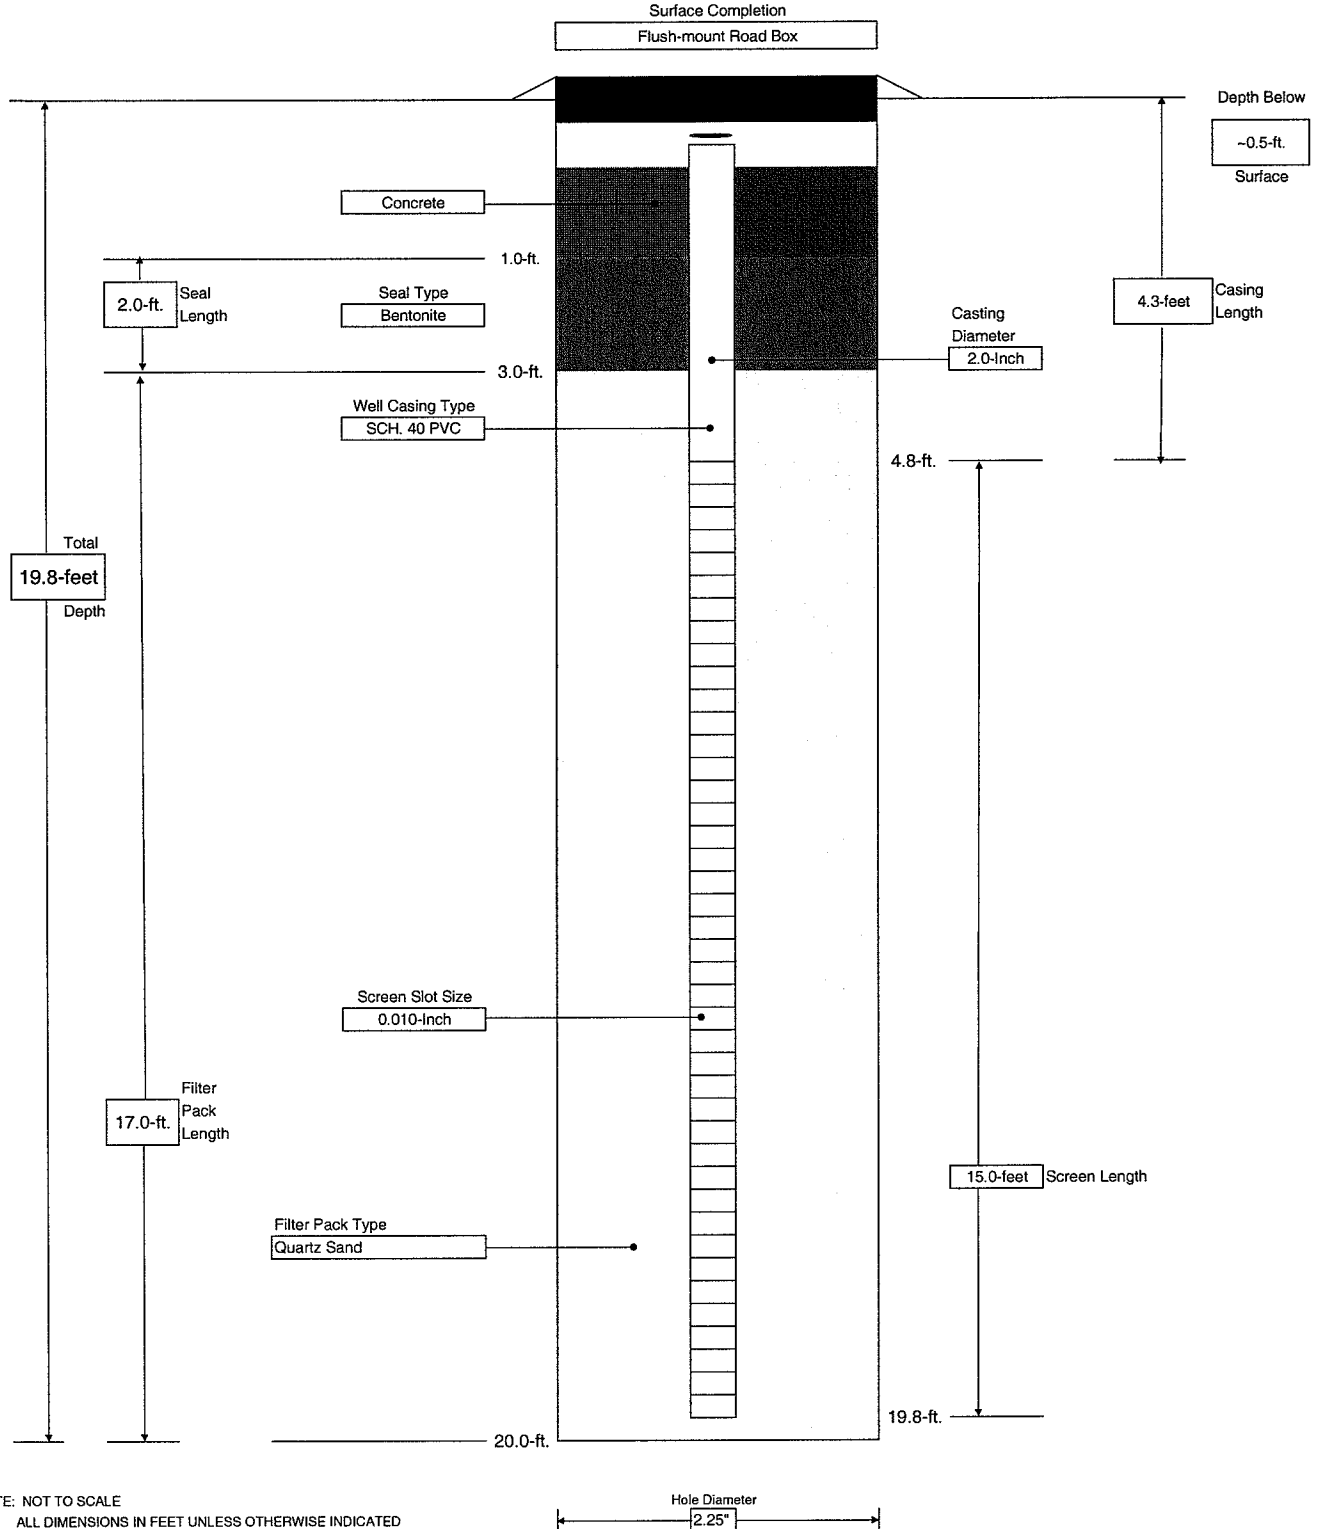 Surface Completion
Flush-mount Road Box
Depth Below
~0.5-ft.
Surface
Concrete
1.0-ft.
2.0-ft.
Seal
Length
Seal Type
Bentonite
4.3-feet
Casing
Length
Casting
Diameter
2.0-Inch
3.0-ft.
Well Casing Type
SCH. 40 PVC
4.8-ft.
Total
19.8-feet
Depth
Screen Slot Size
0.010-Inch
Filter
Pack
Length
17.0-ft.
15.0-feet Screen Length
Filter Pack Type
Quartz Sand
19.8-ft.
20.0-ft.
TE: NOT TO SCALE
ALL DIMENSIONS IN FEET UNLESS OTHERWISE INDICATED
Hole Diameter
2.25"